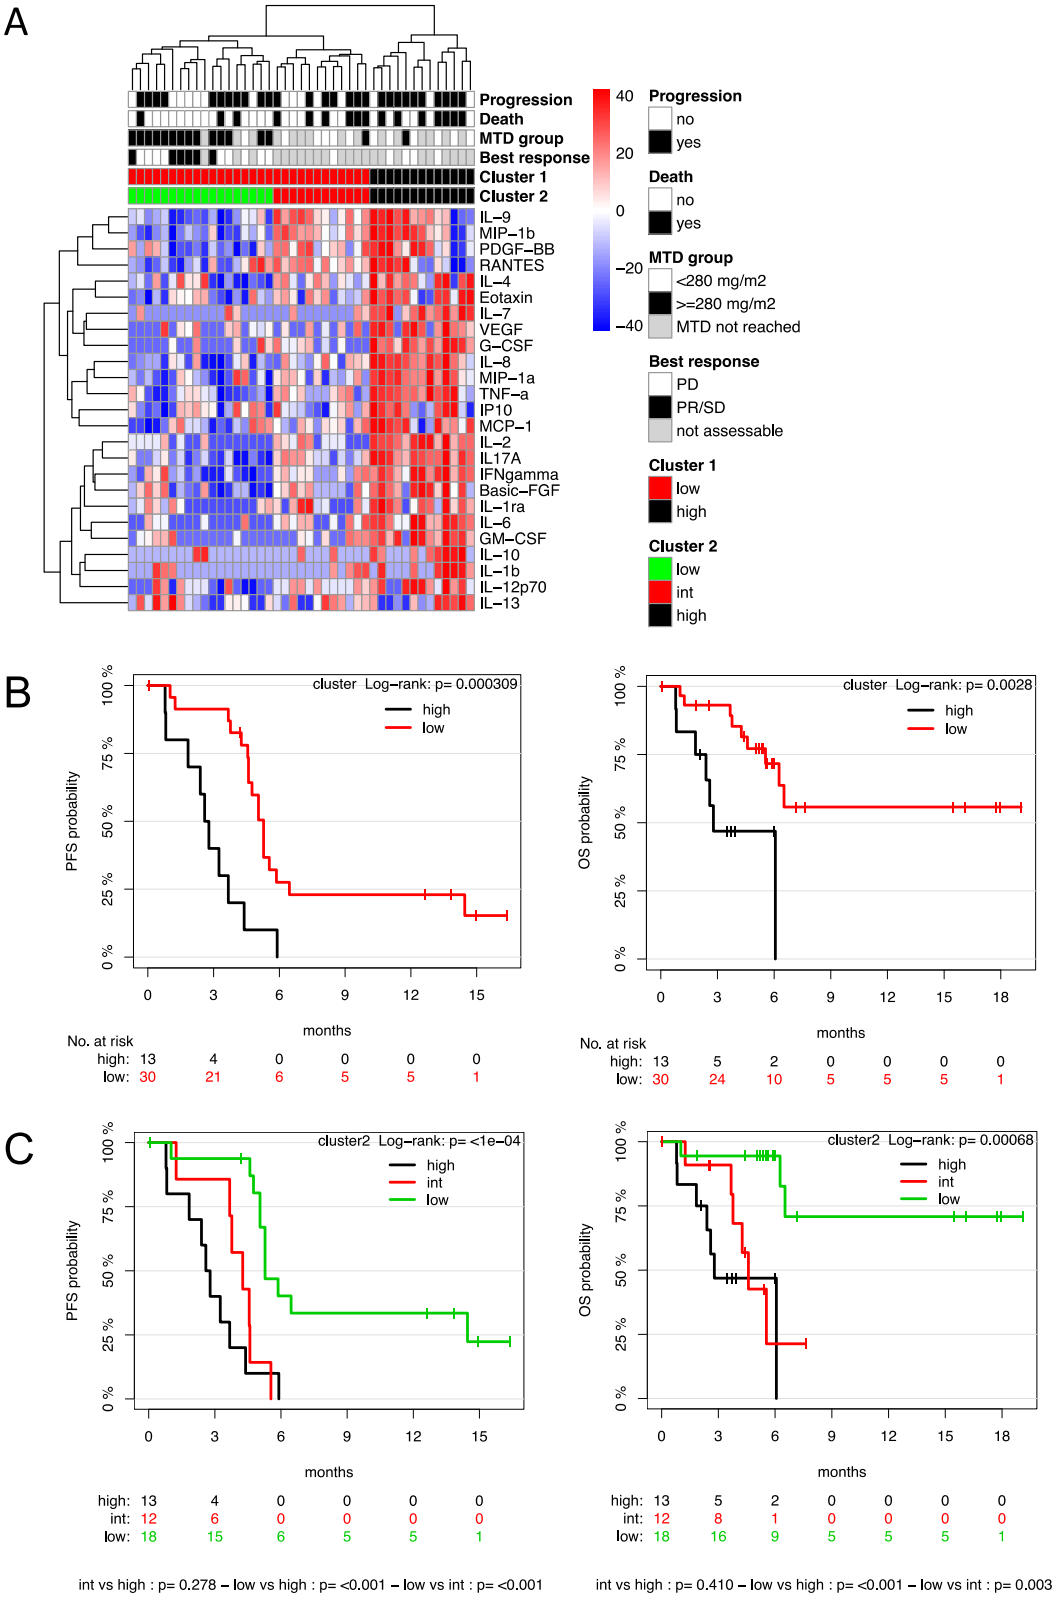 A
Progression
Death
MTD group
Best response
Cluster 1
Cluster 2
IL−9
MIP−1b
PDGF−BB
RANTES
IL−4
Eotaxin
IL−7
VEGF
G−CSF
IL−8
MIP−1a
TNF−a
IP10
MCP−1
IL−2
IL17A
IFNgamma
Basic−FGF
IL−1ra
IL−6
GM−CSF
IL−10
IL−1b
IL−12p70
IL−13
40
20
0
−20
−40
Progression
no
yes
Death
no
yes
MTD group
<280 mg/m2
>=280 mg/m2
MTD not reached
Best response
PD
PR/SD
not assessable
Cluster 1
low
high
Cluster 2
low
int
high
B
cluster Log−rank: p= 0.000309
high
low
PFS probability
100 %
75 %
50 %
25 %
0 %
0 3 6 9 12 15
months
No. at risk
high: 13 4 0 0 0 0
low: 30 21 6 5 5 1
cluster Log−rank: p= 0.0028
high
low
OS probability
100 %
75 %
50 %
25 %
0 %
0 3 6 9 12 15 18
months
No. at risk
high: 13 5 2 0 0 0 0
low: 30 24 10 5 5 5 1
C
cluster2 Log−rank: p= <1e−04
high
int
low
PFS probability
100 %
75 %
50 %
25 %
0 %
0 3 6 9 12 15
months
high: 13 4 0 0 0 0
int: 12 6 0 0 0 0
low: 18 15 6 5 5 1
int vs high : p= 0.278 − low vs high : p= <0.001 − low vs int : p= <0.001
cluster2 Log−rank: p= 0.00068
high
int
low
OS probability
100 %
75 %
50 %
25 %
0 %
0 3 6 9 12 15 18
months
high: 13 5 2 0 0 0 0
int: 12 8 1 0 0 0 0
low: 18 16 9 5 5 5 1
int vs high : p= 0.410 − low vs high : p= <0.001 − low vs int : p= 0.003